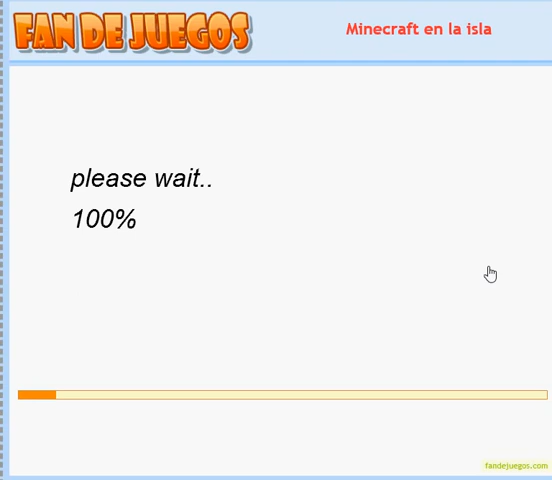 FAN DE JUEGOS
Minecraft en la isla
please wait..
100%
fandejuegos.com